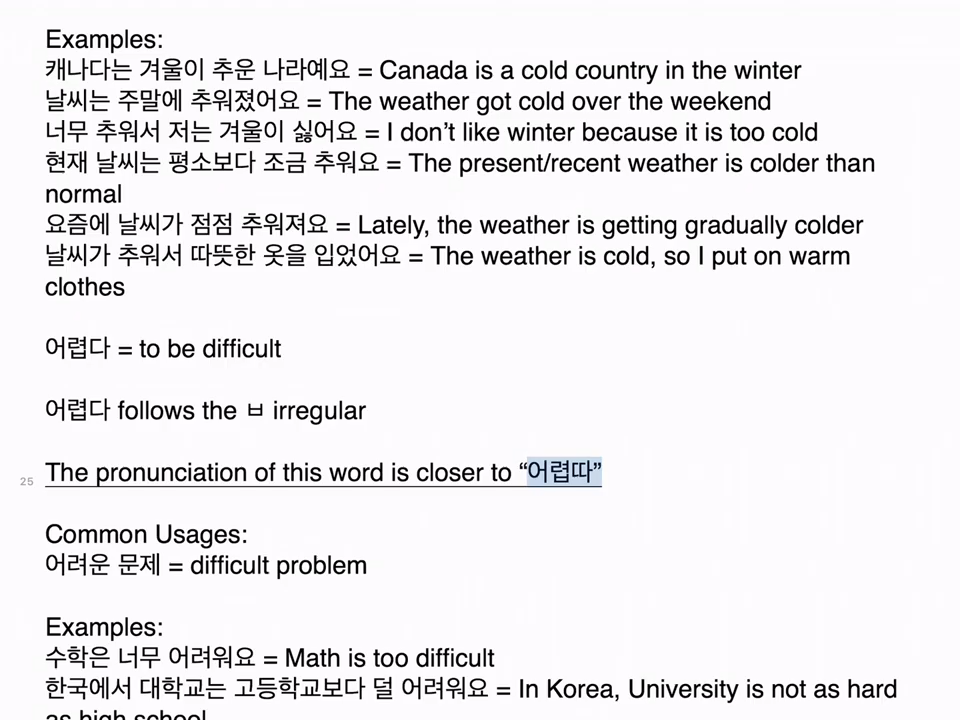 Examples:
캐나다는 겨울이 추운 나라예요 = Canada is a cold country in the winter
날씨는 주말에 추워졌어요 = The weather got cold over the weekend
너무 추워서 저는 겨울이 싫어요 = I don’t like winter because it is too cold
현재 날씨는 평소보다 조금 추워요 = The present/recent weather is colder than
normal
요즘에 날씨가 점점 추워져요 = Lately, the weather is getting gradually colder
날씨가 추워서 따뜻한 옷을 입었어요 = The weather is cold, so I put on warm
clothes
어렵다 = to be difficult
어렵다 follows the ㅂ irregular
25 The pronunciation of this word is closer to “어렵따”
Common Usages:
어려운 문제 = difficult problem
Examples:
수학은 너무 어려워요 = Math is too difficult
한국에서 대학교는 고등학교보다 덜 어려워요 = In Korea, University is not as hard
as high school